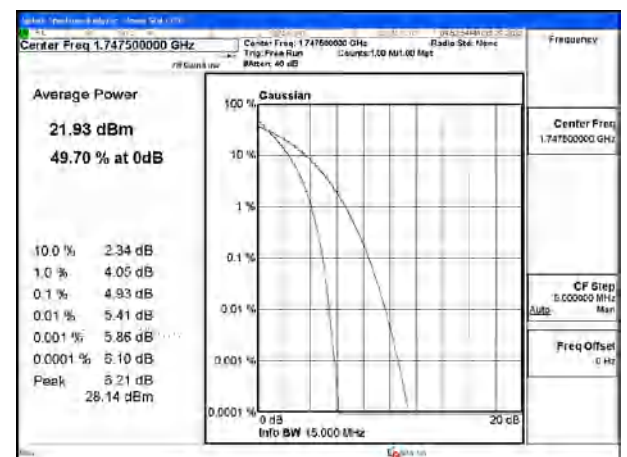 Center Freq 1.747500000 GHz
Center Freq: 1.747500000 GHz
Radio Std: None
Trig: Free Run
Counts:1.00 M/1.00 Mpt
#Atten: 40 dB
Frequency
Average Power
21.93 dBm
49.70 % at 0dB
10.0 % 2.34 dB
1.0 % 4.05 dB
0.1 % 4.93 dB
0.01 % 5.41 dB
0.001 % 5.86 dB
0.0001 % 6.10 dB
Peak 6.21 dB
28.14 dBm
Gaussian
100 %
10 %
1 %
0.1 %
0.01 %
0.001 %
0.0001 %
0 dB
20 dB
Info BW 15.000 MHz
Center Freq
1.747500000 GHz
CF Step
5.000000 MHz
Auto Man
Freq Offset
0 Hz